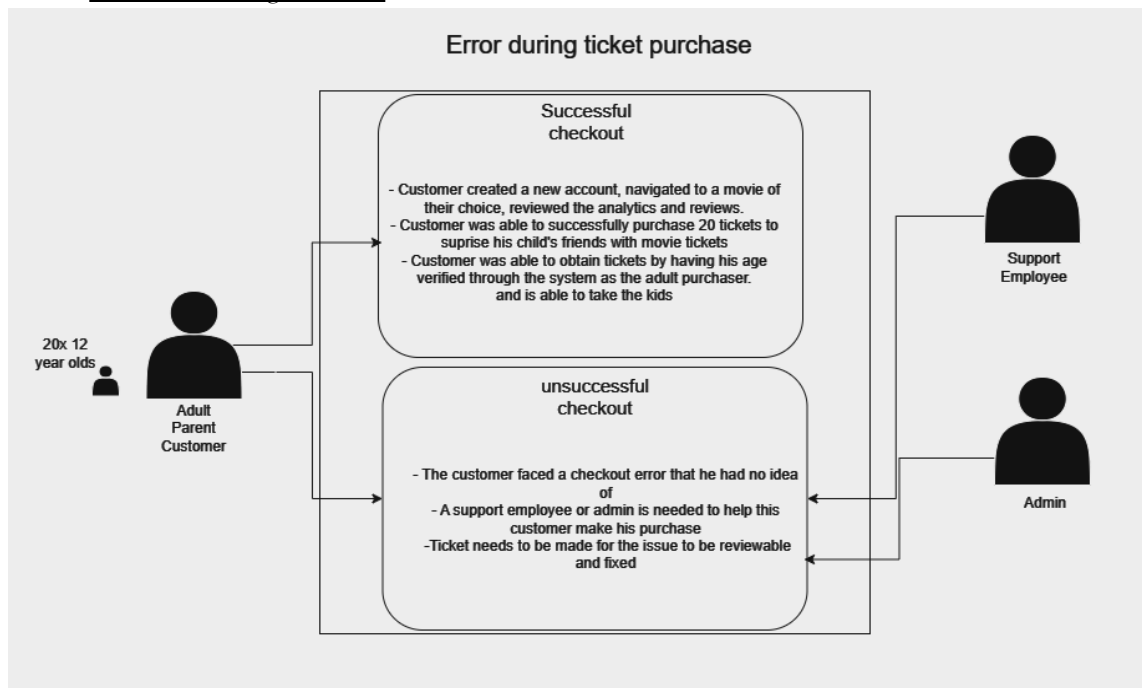 Error during ticket purchase
Successful
checkout
- Customer created a new account, navigated to a movie of
their choice, reviewed the analytics and reviews.
- Customer was able to successfully purchase 20 tickets to
suprise his child's friends with movie tickets
- Customer was able to obtain tickets by having his age
verified through the system as the adult purchaser.
and is able to take the kids
Support
Employee
20x 12
year olds
Adult
Parent
Customer
unsuccessful
checkout
- The customer faced a checkout error that he had no idea
of
- A support employee or admin is needed to help this
customer make his purchase
-Ticket needs to be made for the issue to be reviewable
and fixed
Admin